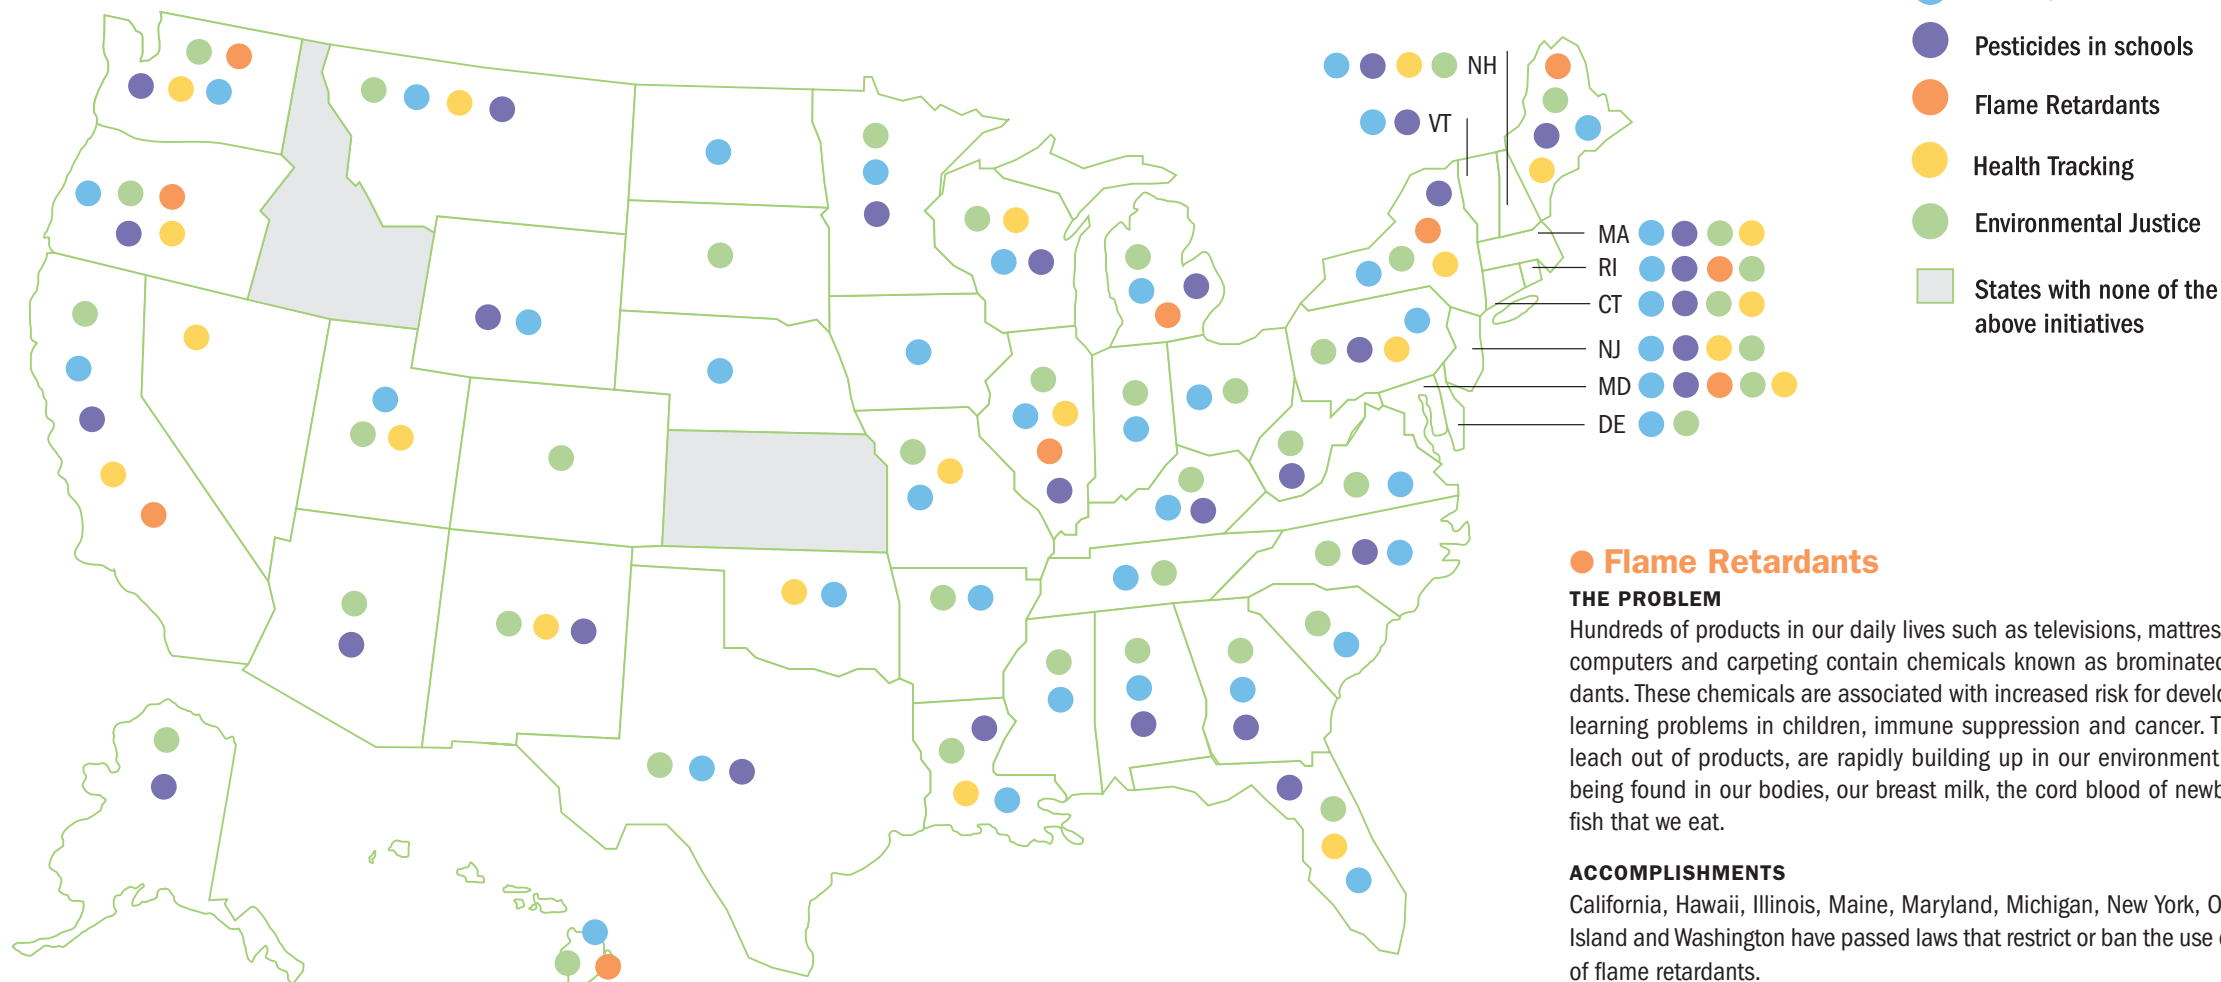 Pesticides in schools
Flame Retardants
Health Tracking
Environmental Justice
States with none of the
above initiatives
NH
VT
MA
RI
CT
NJ
MD
DE
Flame Retardants
THE PROBLEM
Hundreds of products in our daily lives such as televisions, mattres
computers and carpeting contain chemicals known as brominated
dants. These chemicals are associated with increased risk for develo
learning problems in children, immune suppression and cancer. T
leach out of products, are rapidly building up in our environment
being found in our bodies, our breast milk, the cord blood of newb
fish that we eat.
ACCOMPLISHMENTS
California, Hawaii, Illinois, Maine, Maryland, Michigan, New York, O
Island and Washington have passed laws that restrict or ban the use
of flame retardants.